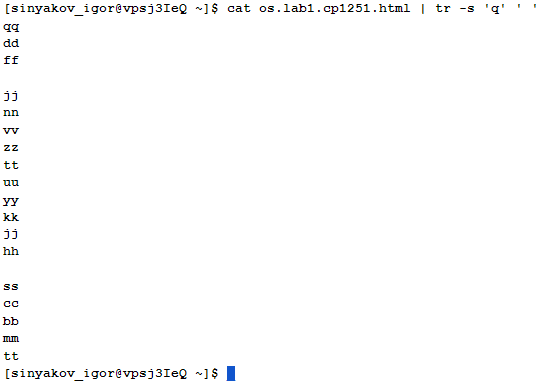 [sinyakov_igor@vpsj3IeQ ~]$ cat os.lab1.cp1251.html | tr -s 'q' ' '
qq
dd
ff
jj
nn
vv
zz
tt
uu
yy
kk
jj
hh
ss
cc
bb
mm
tt
[sinyakov_igor@vpsj3IeQ ~]$